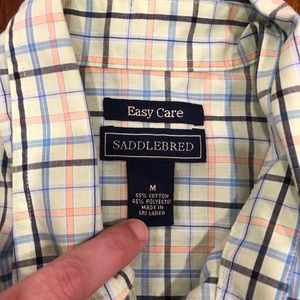 Easy Care
SADDLEBRED
M
55% COTTON
45% POLYESTER
MADE IN
SRI LANKA